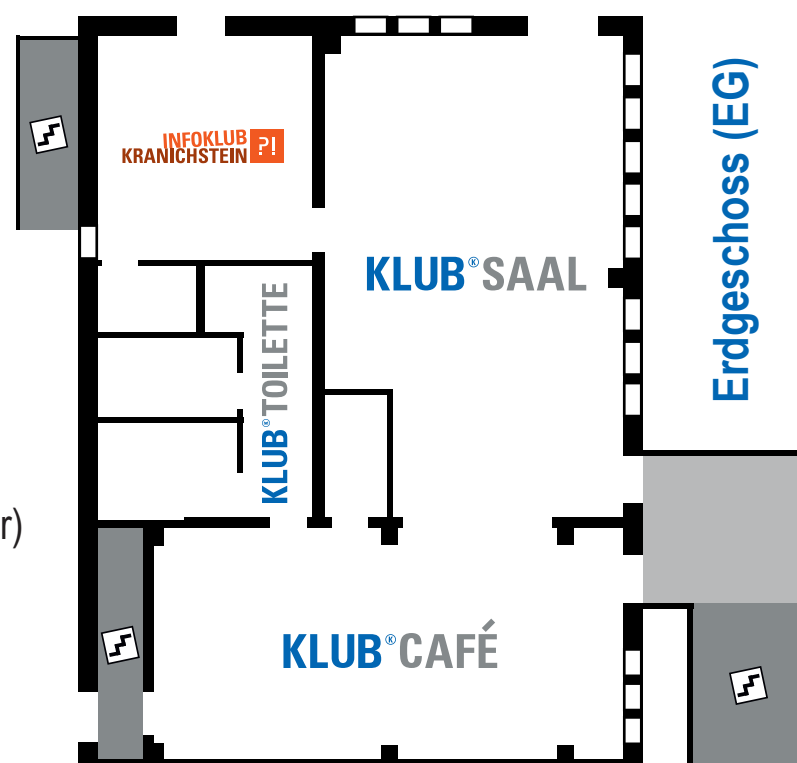 INFOKLUB
KRANICHSTEIN ?!
KLUB®SAAL
Erdgeschoss (EG)
KLUB®TOILETTE
r)
KLUB®CAFÉ